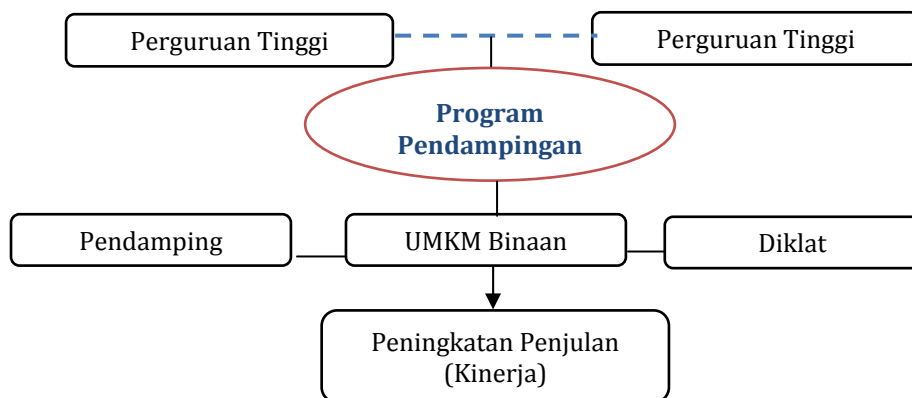 Perguruan Tinggi
Perguruan Tinggi
Program
Pendampingan
Pendamping
UMKM Binaan
Diklat
Peningkatan Penjulan
(Kinerja)